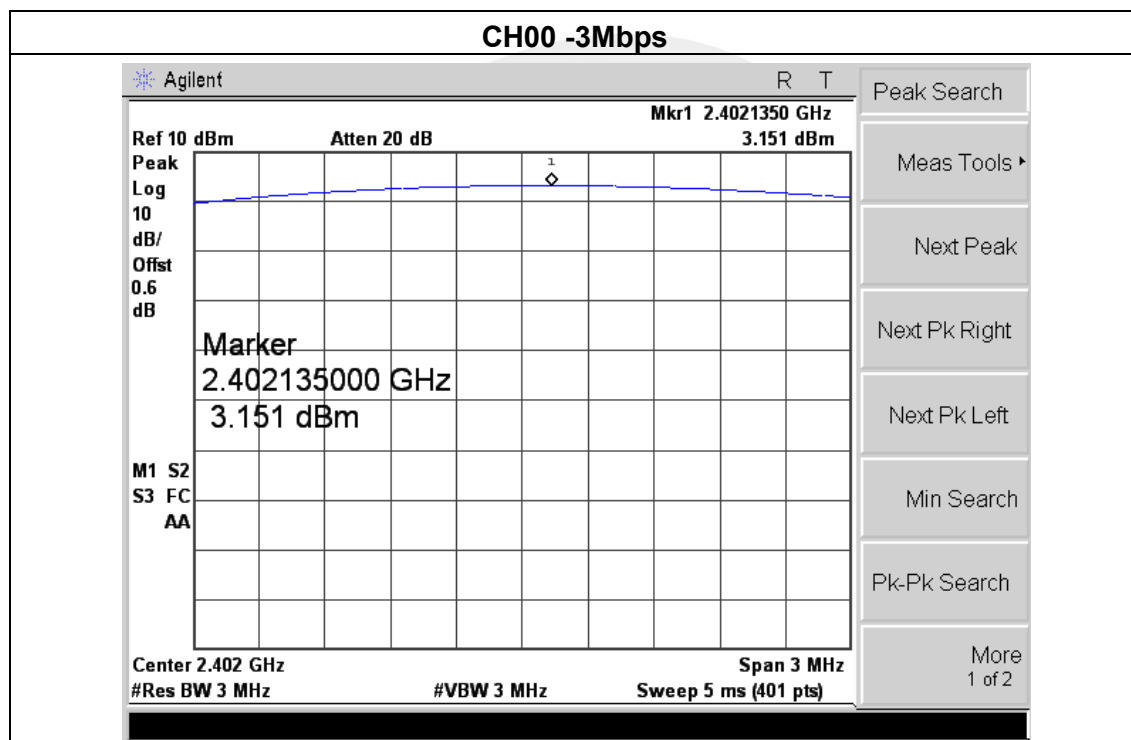 CH00 -3Mbps
Agilent R T
Mkr1 2.4021350 GHz
Ref 10 dBm Atten 20 dB 3.151 dBm
Peak
Log
10
dB/
Offst
0.6
dB
1
Marker
2.402135000 GHz
3.151 dBm
M1 S2
S3 FC
AA
Center 2.402 GHz Span 3 MHz
#Res BW 3 MHz #VBW 3 MHz Sweep 5 ms (401 pts)
Peak Search
Meas Tools
Next Peak
Next Pk Right
Next Pk Left
Min Search
Pk-Pk Search
More
1 of 2